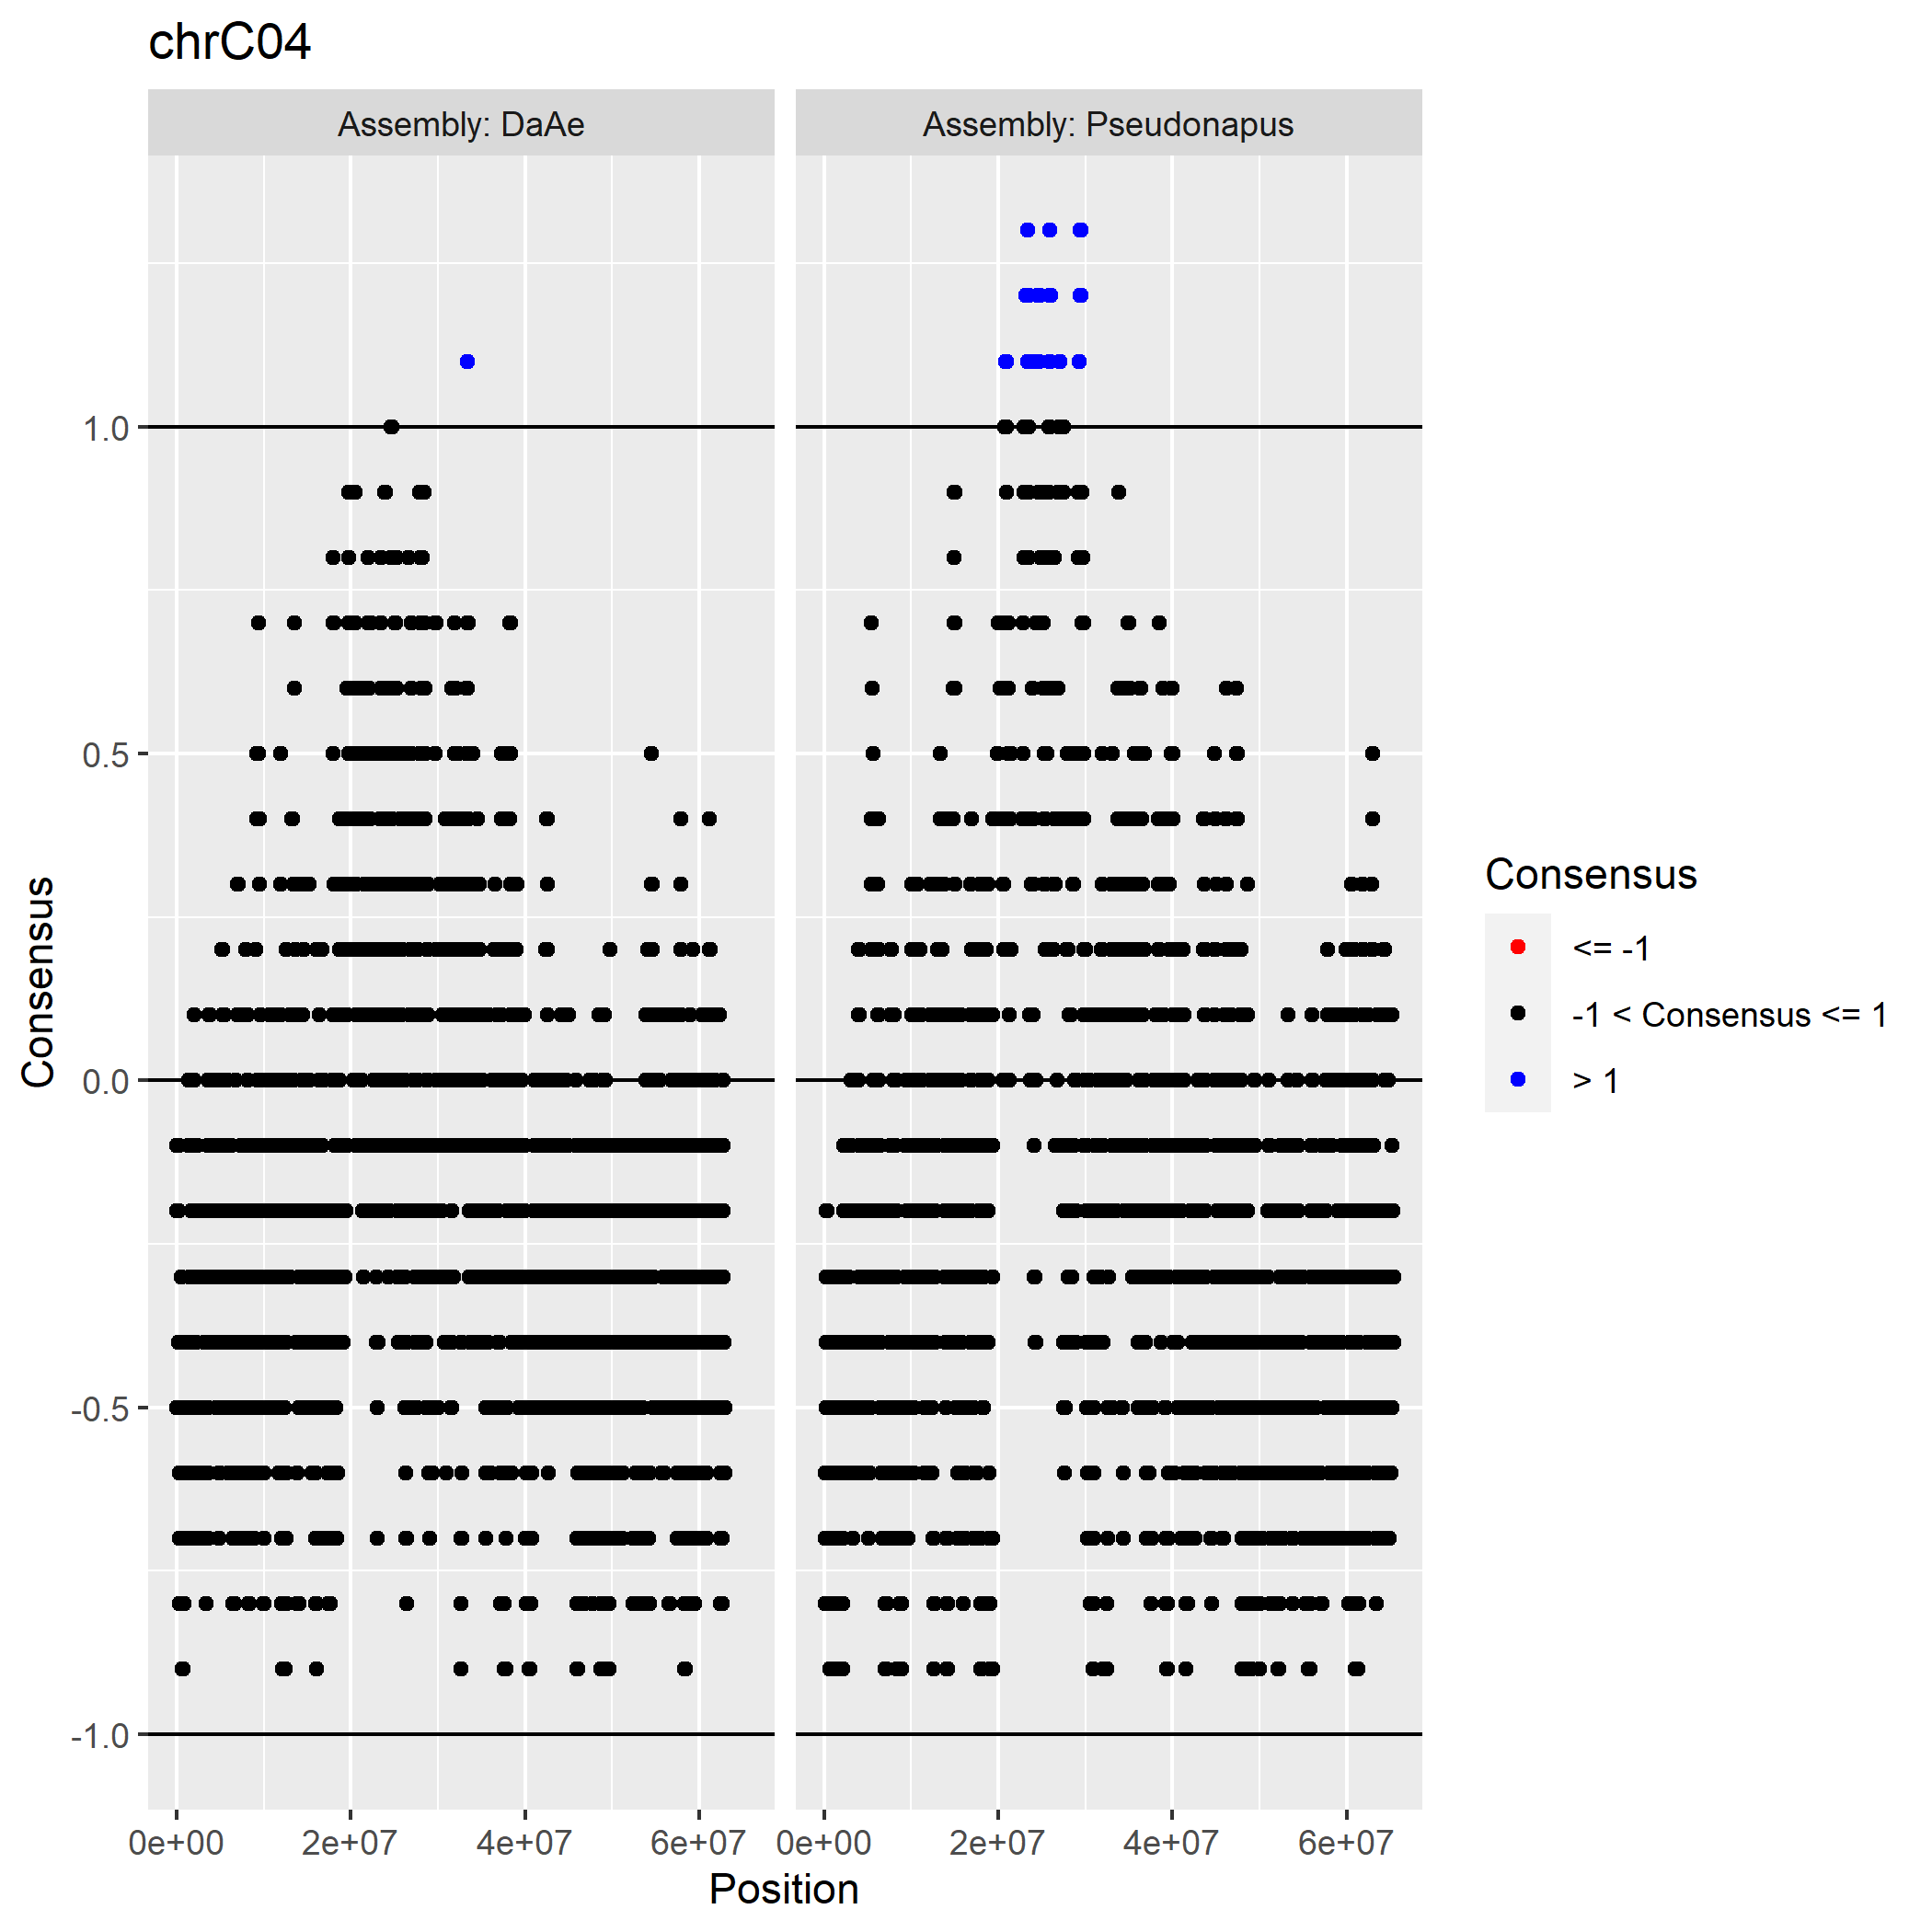 chrC04
Assembly: DaAe
Assembly: Pseudonapus
1.0
0.5
0.0
-0.5
-1.0
Consensus
0e+00
2e+07
4e+07
6e+07
0e+00
2e+07
4e+07
6e+07
Position
Consensus
<= -1
-1 < Consensus <= 1
> 1